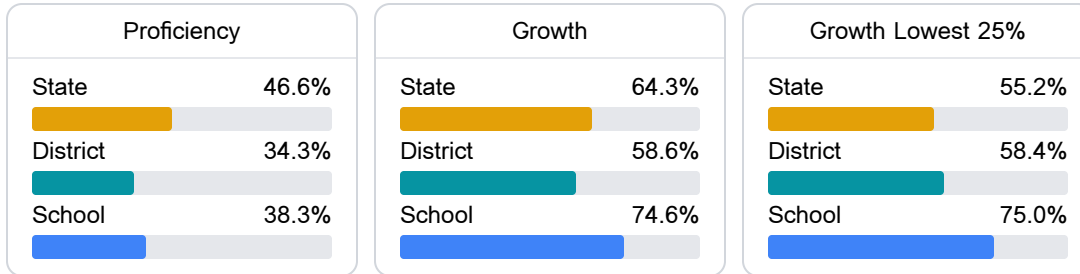 Proficiency
State 46.6%
District 34.3%
School 38.3%
Growth
State 64.3%
District 58.6%
School 74.6%
Growth Lowest 25%
State 55.2%
District 58.4%
School 75.0%